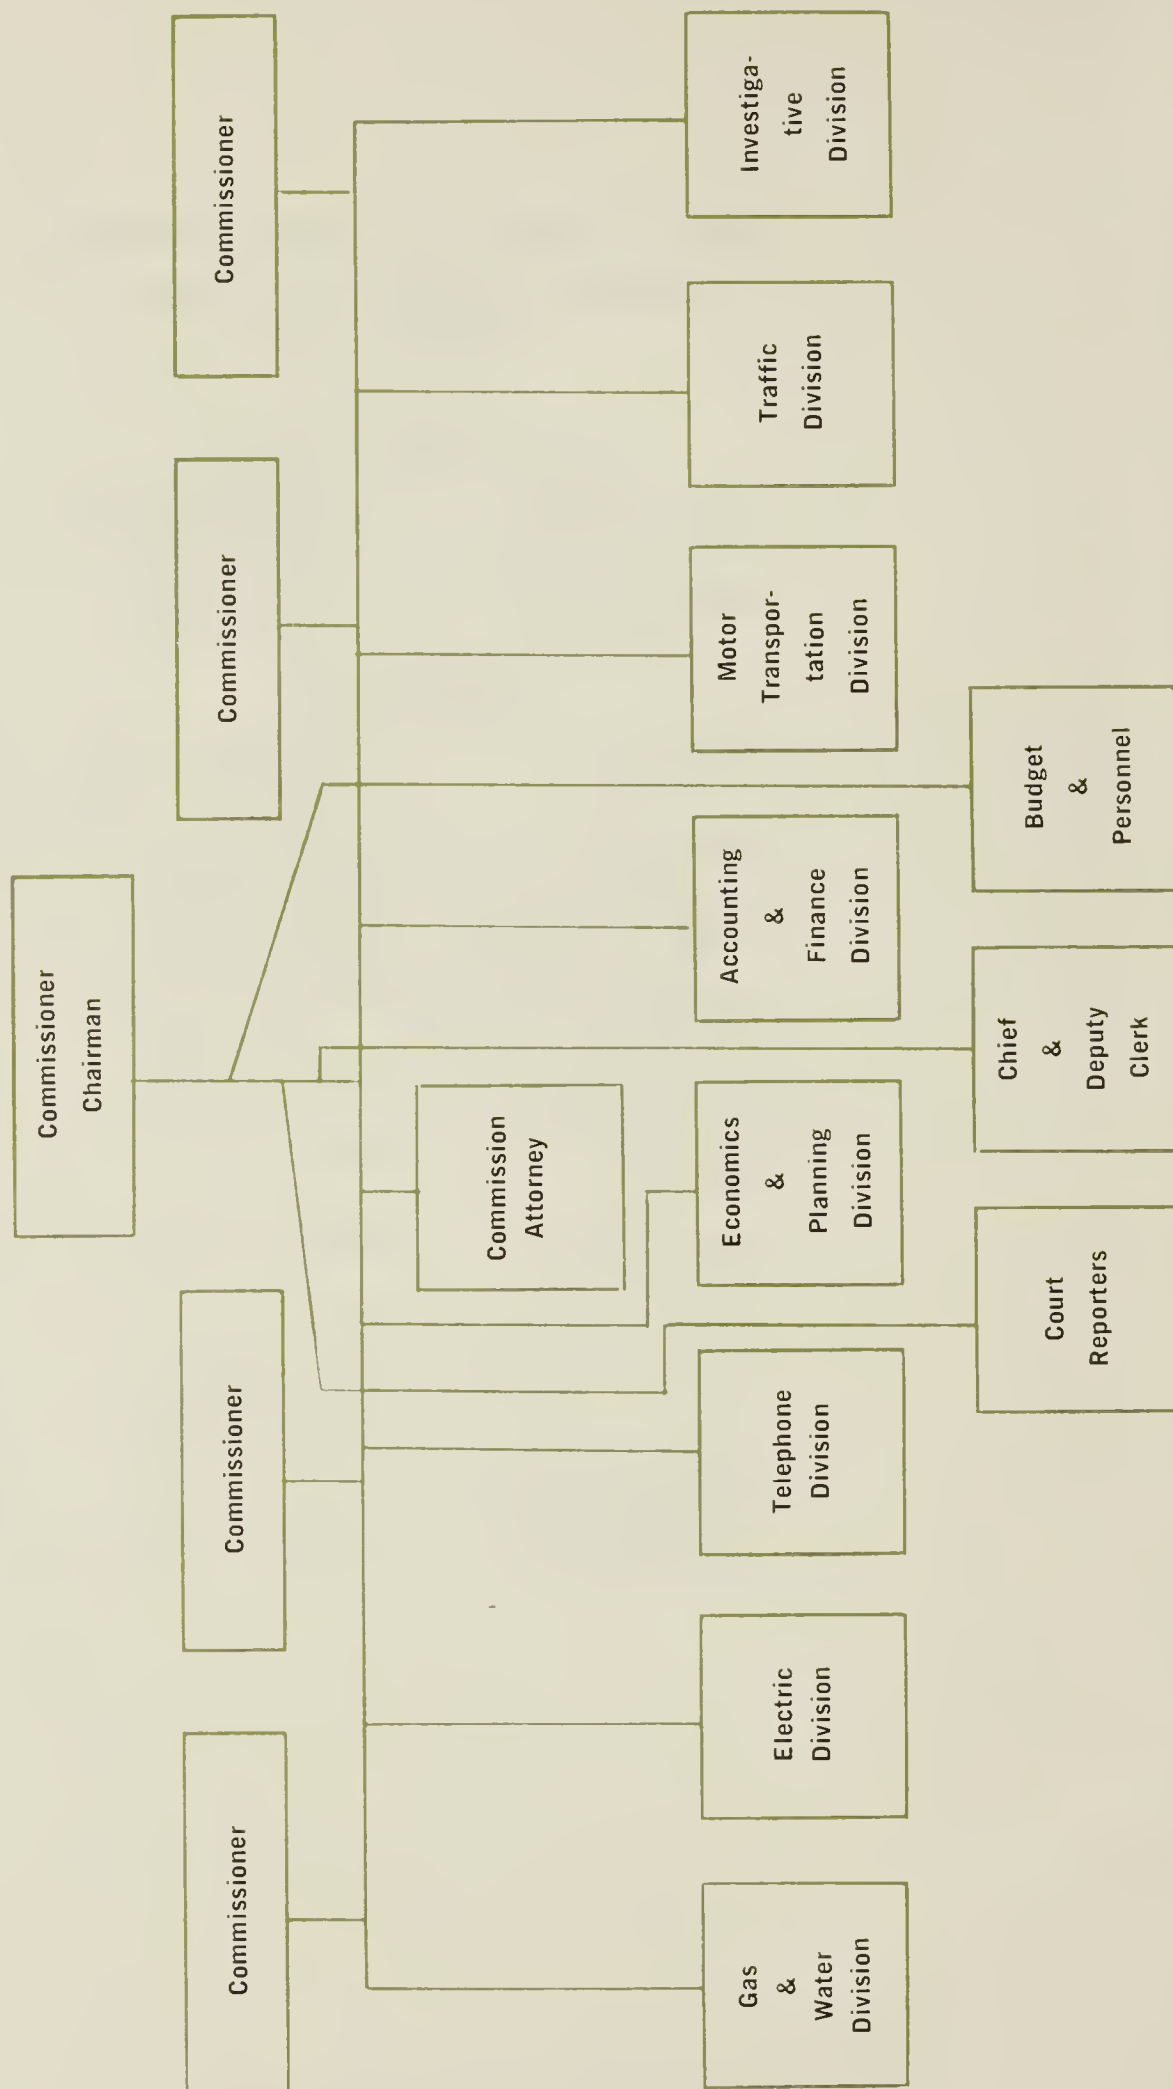 Commissioner
Chairman
Commissioner
Commissioner
Commissioner
Commissioner
Commission
Attorney
Gas
&
Water
Division
Electric
Division
Telephone
Division
Economics
&
Planning
Division
Accounting
&
Finance
Division
Motor
Transpor-
tation
Division
Traffic
Division
Investiga-
tive
Division
Court
Reporters
Chief
&
Deputy
Clerk
Budget
&
Personnel